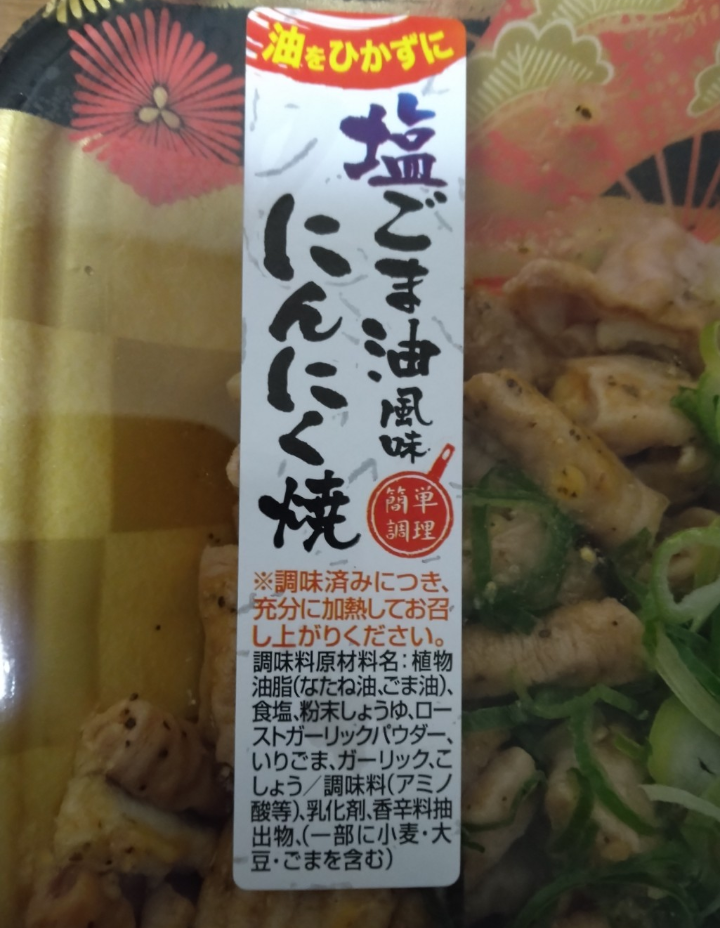 油をひかずに
塩ごま油風味
にんにく焼
簡単
調理
※調味済みにつき、
充分に加熱してお召
し上がりください。
調味料原材料名：植物
油脂(なたね油、ごま油)、
食塩、粉末しょうゆ、ロー
ストガーリックパウダー、
いりごま、ガーリック、こ
しょう／調味料(アミノ
酸等)、乳化剤、香辛料抽
出物、(一部に小麦・大
豆・ごまを含む)